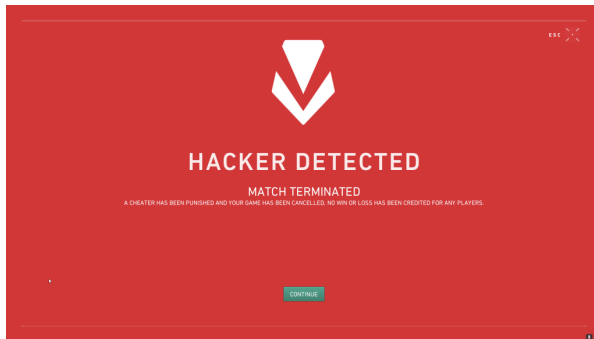 ESC
HACKER DETECTED
MATCH TERMINATED
A CHEATER HAS BEEN PUNISHED AND YOUR GAME HAS BEEN CANCELLED. NO WIN OR LOSS HAS BEEN CREDITED FOR ANY PLAYERS.
CONTINUE